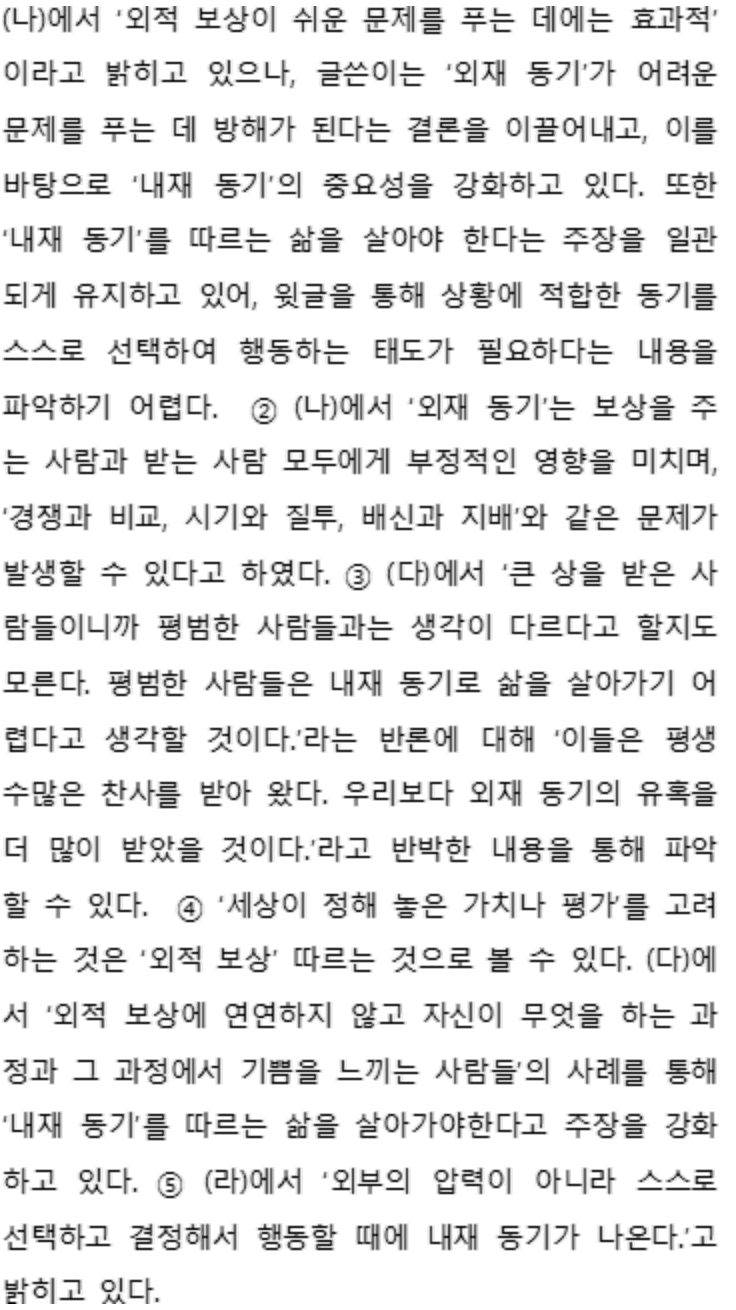 (나)에서 ‘외적 보상이 쉬운 문제를 푸는 데에는 효과적’
이라고 밝히고 있으나, 글쓴이는 ‘외재 동기’가 어려운
문제를 푸는 데 방해가 된다는 결론을 이끌어내고, 이를
바탕으로 ‘내재 동기’의 중요성을 강화하고 있다. 또한
‘내재 동기’를 따르는 삶을 살아야 한다는 주장을 일관
되게 유지하고 있어, 윗글을 통해 상황에 적합한 동기를
스스로 선택하여 행동하는 태도가 필요하다는 내용을
파악하기 어렵다. ② (나)에서 ‘외재 동기’는 보상을 주
는 사람과 받는 사람 모두에게 부정적인 영향을 미치며,
‘경쟁과 비교, 시기와 질투, 배신과 지배’와 같은 문제가
발생할 수 있다고 하였다. ③ (다)에서 ‘큰 상을 받은 사
람들이니까 평범한 사람들과는 생각이 다르다고 할지도
모른다. 평범한 사람들은 내재 동기로 삶을 살아가기 어
렵다고 생각할 것이다.’라는 반론에 대해 ‘이들은 평생
수많은 찬사를 받아 왔다. 우리보다 외재 동기의 유혹을
더 많이 받았을 것이다.’라고 반박한 내용을 통해 파악
할 수 있다. ④ ‘세상이 정해 놓은 가치나 평가’를 고려
하는 것은 ‘외적 보상’ 따르는 것으로 볼 수 있다. (다)에
서 ‘외적 보상에 연연하지 않고 자신이 무엇을 하는 과
정과 그 과정에서 기쁨을 느끼는 사람들’의 사례를 통해
‘내재 동기’를 따르는 삶을 살아가야한다고 주장을 강화
하고 있다. ⑤ (라)에서 ‘외부의 압력이 아니라 스스로
선택하고 결정해서 행동할 때에 내재 동기가 나온다.’고
밝히고 있다.